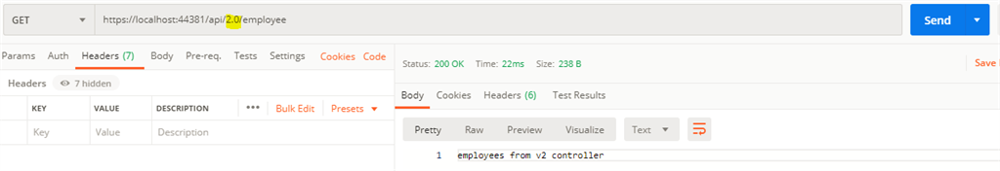 GET https://localhost:44381/api/2.0/employee Send
Params Auth Headers (7) Body Pre-req. Tests Settings Cookies Code
Headers 7 hidden
KEY VALUE DESCRIPTION ••• Bulk Edit Presets
Key Value Description
Status: 200 OK Time: 22ms Size: 238 B Save
Body Cookies Headers (6) Test Results
Pretty Raw Preview Visualize Text
1 employees from v2 controller